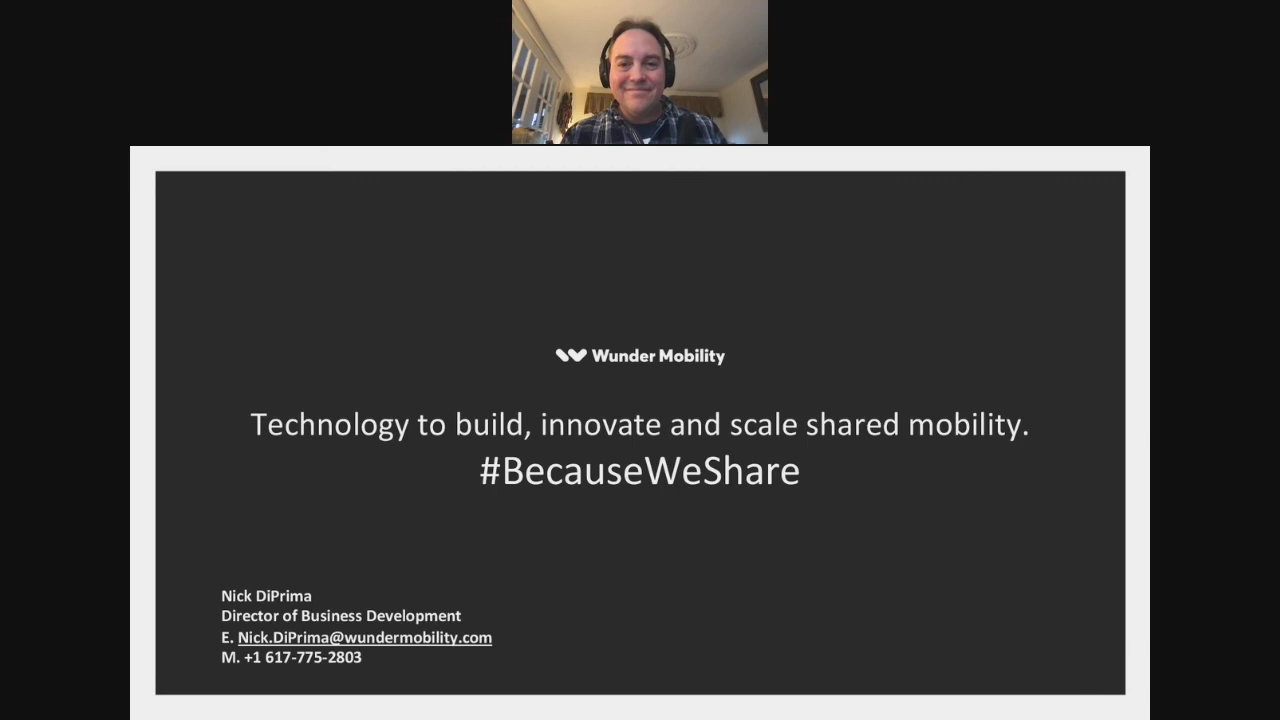 Wunder Mobility
Technology to build, innovate and scale shared mobility.
#BecauseWeShare
Nick DiPrima
Director of Business Development
E. Nick.DiPrima@wundermobility.com
M. +1 617-775-2803